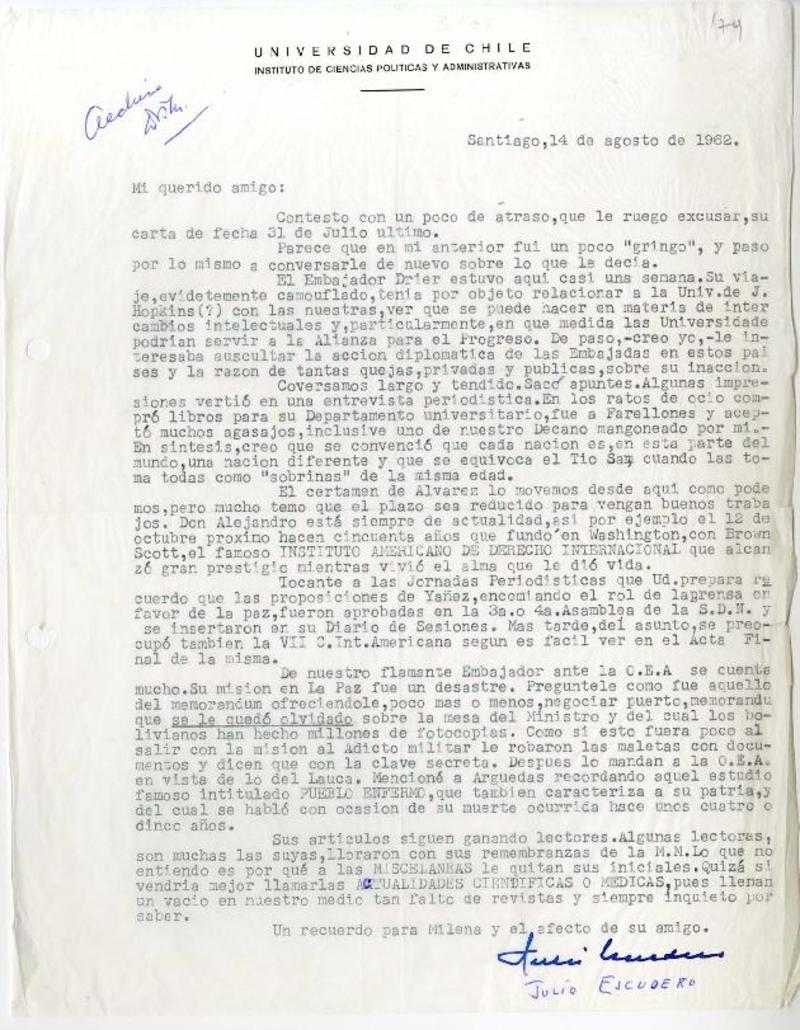 174
UNIVERSIDAD DE CHILE
INSTITUTO DE CIENCIAS POLITICAS Y ADMINISTRATIVAS
Santiago,14 de agosto de 1962.
Mi querido amigo:
Contesto con un poco de atraso,que le ruego excusar,su
carta de fecha 31 de Julio ultimo.
Parece que en mi anterior fui un poco "gringo", y paso
por lo mismo a conversarle de nuevo sobre lo que le decia.
El Embajador Drier estuvo aqui casi una semana.Su via-
je,evidetemente camouflado,tenia por objeto relacionar a la Univ.de J.
Hopkins(?) con las nuestras,ver que se puede hacer en materia de inter
cambios intelectuales y,particularmente,en que medida las Universidade
podrian servir a la Alianza para el Progreso. De paso,-creo yo,-le in-
teresaba auscultar la accion diplomatica de las Embajadas en estos pai
ses y la razon de tantas quejas,privadas y publicas,sobre su inaccion.
Coversamos largo y tendido.Sacó apuntes.Algunas impre-
siones vertió en una entrevista periodistica.En los ratos de ocio com-
pró libros para su Departamento universitario,fue a Farellones y acep-
tó muchos agasajos,inclusive uno de nuestro Decano mangoneado por mi.-
En sintesis,creo que se convenció que cada nacion es,en esta parte del
mundo,una nacion diferente y que se equivoca el Tio Sam cuando las to-
ma todas como "sobrinas" de la misma edad.
El certamen de Alvarez lo movemos desde aqui como pode
mos,pero mucho temo que el plazo sea reducido para vengan buenos traba
jos. Don Alejandro está siempre de actualidad,asi por ejemplo el 12 de
octubre proximo hacen cincuenta años que fundó en Washington,con Brown
Scott,el famoso INSTITUTO AMERICANO DE DERECHO INTERNACIONAL que alcan
zó gran prestigio mientras vivió el alma que le dió vida.
Tocante a las Jornadas Periodisticas que Ud.prepara re
cuerdo que las proposiciones de Yañez,encomiando el rol de laprensa en
favor de la paz,fueron aprobadas en la 3a.o 4a.Asamblea de la S.D.N. y
se insertaron en su Diario de Sesiones. Mas tarde,del asunto,se preo-
cupó tambien la VII C.Int.Americana segun es facil ver en el Acta Fi-
nal de la misma.
De nuestro flamante Embajador ante la O.E.A se cuenta
mucho.Su mision en La Paz fue un desastre. Preguntele como fue aquello
del memorandum ofreciendole,poco mas o menos,negociar puerto,memorandu
que se le quedó olvidado sobre la mesa del Ministro y del cual los bo-
livianos han hecho millones de fotocopias. Como si esto fuera poco al
salir con la mision al Adicto militar le robaron las maletas con docu-
mentos y dicen que con la clave secreta. Despues lo mandan a la O.E.A.
en vista de lo del Lauca. Mencionó a Arguedas recordando aquel estudio
famoso intitulado PUEBLO ENFERMO,que tambien caracteriza a su patria,y
del cual se habló con ocasion de su muerte ocurrida hace unos cuatro o
dinco años.
Sus articulos siguen ganando lectores.Algunas lectoras,
son muchas las suyas,lloraron con sus remembranzas de la M.M.Lo que no
entiendo es por qué a las MISCELANEAS le quitan sus iniciales.Quizá si
vendria mejor llamarlas ACTUALIDADES CIENTIFICAS O MEDICAS,pues llenan
un vacio en nuestro medio tan falto de revistas y siempre inquieto por
saber.
Un recuerdo para Milena y el afecto de su amigo.
JULIO ESCUDERO